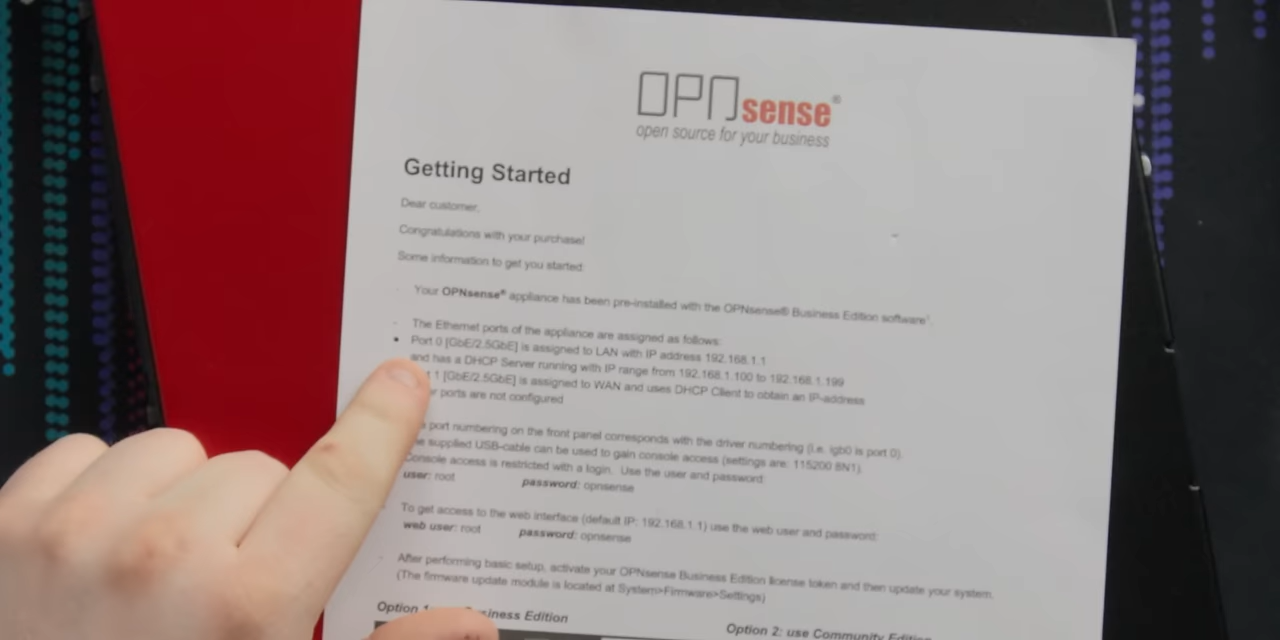 OPNsense®
open source for your business
Getting Started
Dear customer,
Congratulations with your purchase!
Some information to get you started:
- Your OPNsense® appliance has been pre-installed with the OPNsense® Business Edition software¹.
- The Ethernet ports of the appliance are assigned as follows:
▪ Port 0 [GbE/2.5GbE] is assigned to LAN with IP address 192.168.1.1
and has a DHCP Server running with IP range from 192.168.1.100 to 192.168.1.199
1 [GbE/2.5GbE] is assigned to WAN and uses DHCP Client to obtain an IP-address
ports are not configured
port numbering on the front panel corresponds with the driver numbering (i.e. igb0 is port 0).
supplied USB-cable can be used to gain console access (settings are: 115200 8N1)
Console access is restricted with a login. Use the user and password:
user: root password: opnsense
- To get access to the web interface (default IP: 192.168.1.1) use the web user and password:
web user: root password: opnsense
- After performing basic setup, activate your OPNsense Business Edition license token and then update your system.
(The firmware update module is located at System>Firmware>Settings)
Option Business Edition
Option 2: use Community Edition